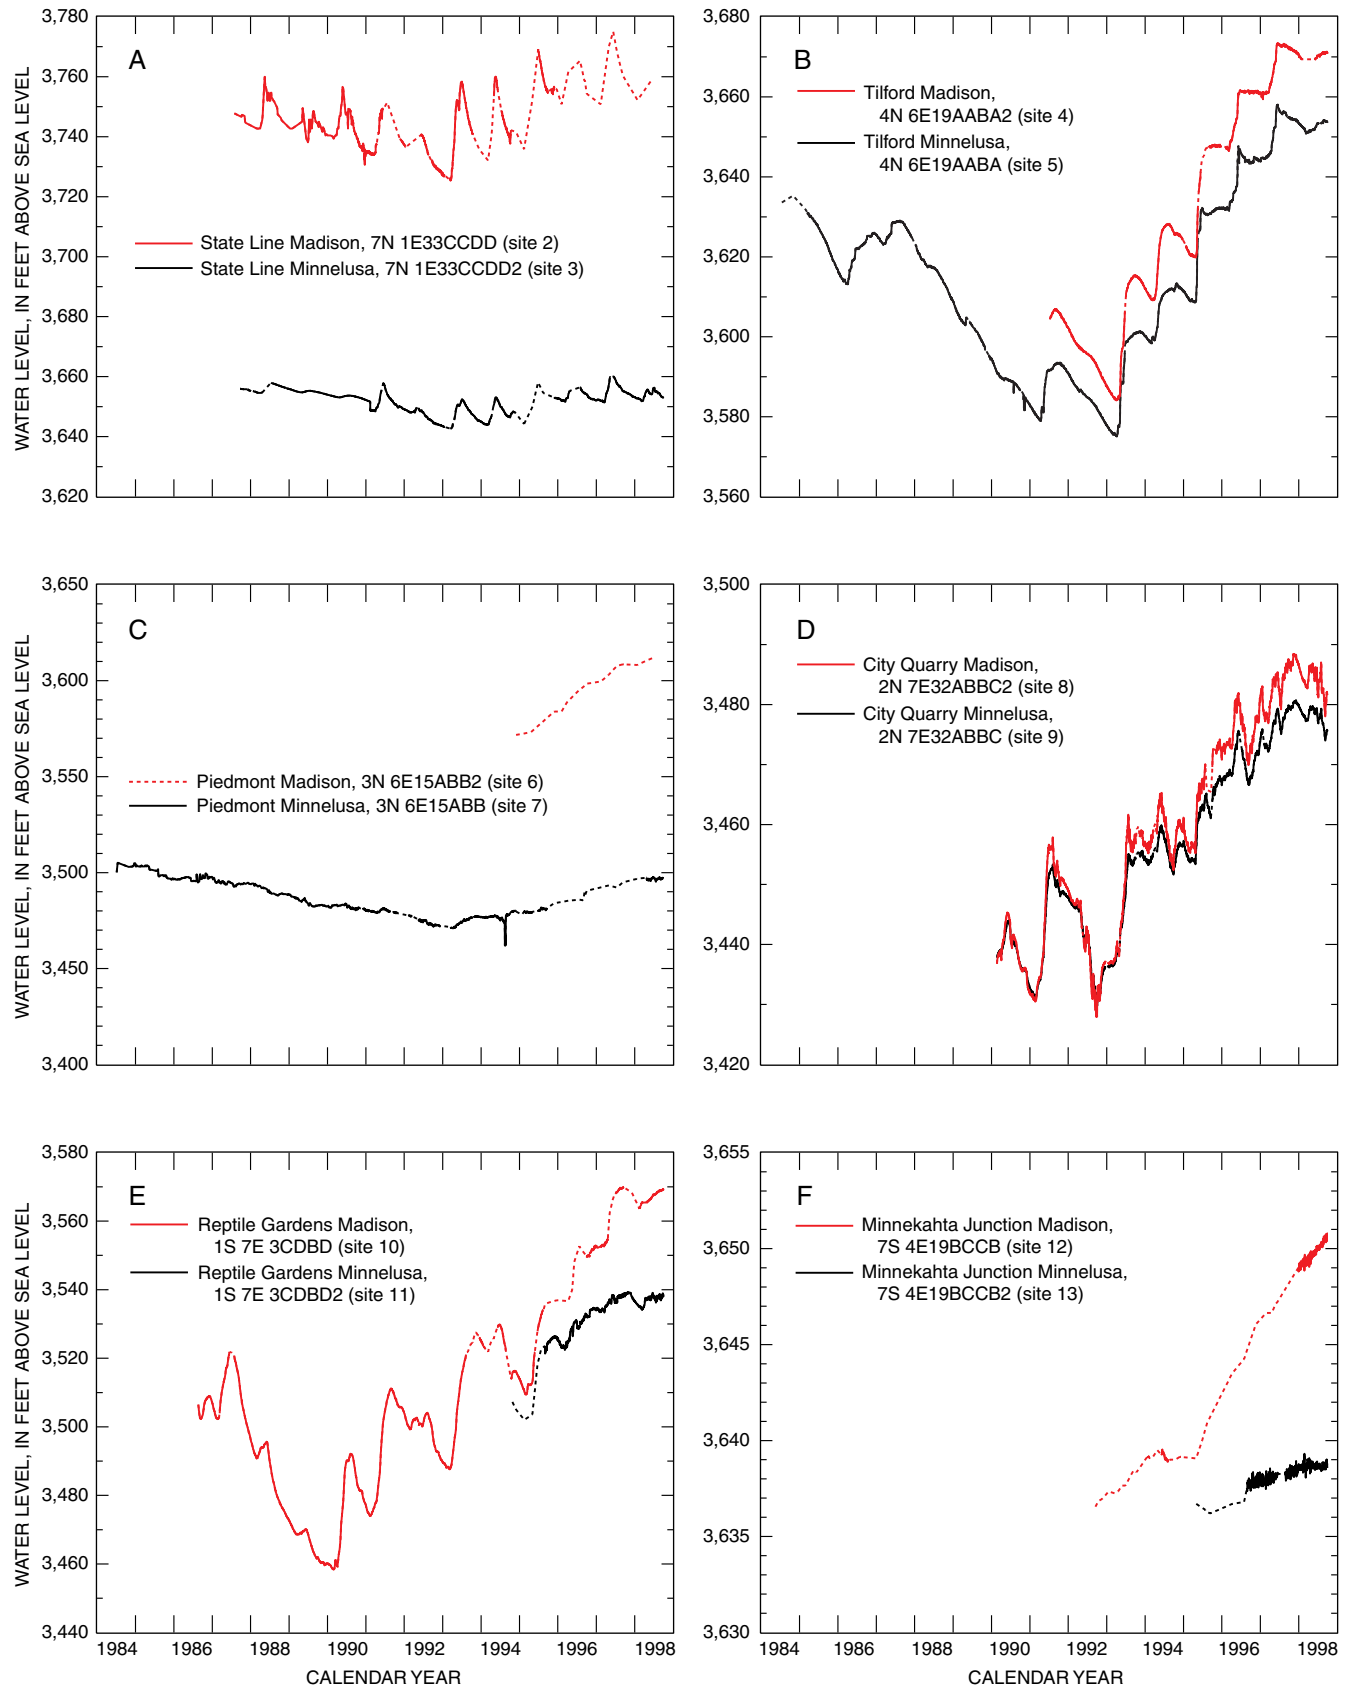 WATER LEVEL, IN FEET ABOVE SEA LEVEL
3,780
3,760
3,740
3,720
3,700
3,680
3,660
3,640
3,620
A
State Line Madison, 7N 1E33CCDD (site 2)
State Line Minnelusa, 7N 1E33CCDD2 (site 3)
3,680
3,660
3,640
3,620
3,600
3,580
3,560
B
Tilford Madison,
4N 6E19AABA2 (site 4)
Tilford Minnelusa,
4N 6E19AABA (site 5)
WATER LEVEL, IN FEET ABOVE SEA LEVEL
3,650
3,600
3,550
3,500
3,450
3,400
C
Piedmont Madison, 3N 6E15ABB2 (site 6)
Piedmont Minnelusa, 3N 6E15ABB (site 7)
3,500
3,480
3,460
3,440
3,420
D
City Quarry Madison,
2N 7E32ABBC2 (site 8)
City Quarry Minnelusa,
2N 7E32ABBC (site 9)
WATER LEVEL, IN FEET ABOVE SEA LEVEL
3,580
3,560
3,540
3,520
3,500
3,480
3,460
3,440
E
Reptile Gardens Madison,
1S 7E 3CDBD (site 10)
Reptile Gardens Minnelusa,
1S 7E 3CDBD2 (site 11)
1984 1986 1988 1990 1992 1994 1996 1998
CALENDAR YEAR
3,655
3,650
3,645
3,640
3,635
3,630
F
Minnekahta Junction Madison,
7S 4E19BCCB (site 12)
Minnekahta Junction Minnelusa,
7S 4E19BCCB2 (site 13)
1984 1986 1988 1990 1992 1994 1996 1998
CALENDAR YEAR